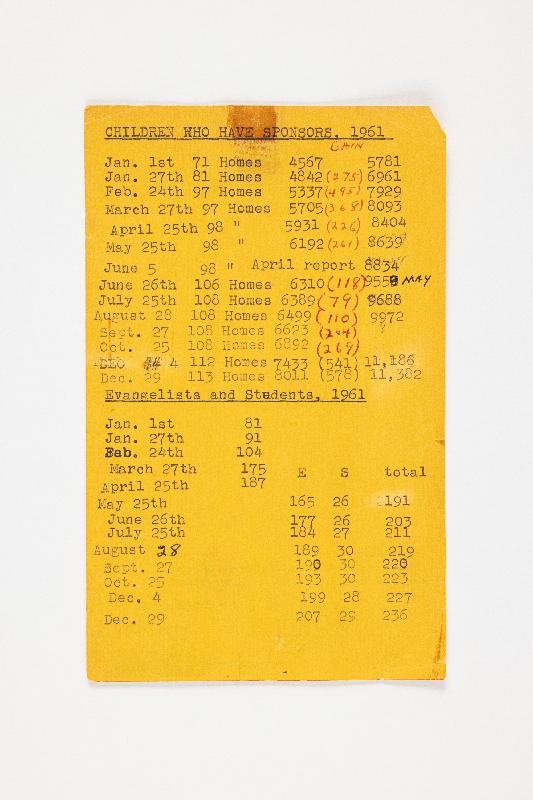 CHILDREN WHO HAVE SPONSORS, 1961
GAIN
Jan. 1st 71 Homes 4567 5781
Jan. 27th 81 Homes 4842 (275) 6961
Feb. 24th 97 Homes 5337 (495) 7929
March 27th 97 Homes 5705 (368) 8093
April 25th 98 " 5931 (226) 8404
May 25th 98 " 6192 (261) 8639
June 5 98 " April report 8834
June 26th 106 Homes 6310 (118) 9559 MAY
July 25th 108 Homes 6389 (79) 9688
August 28 108 Homes 6499 (110) 9972
Sept. 27 108 Homes 6623 (204) ?
Oct. 25 108 Homes 6892 (269)
DEC 4 112 Homes 7433 (541) 11,186
Dec. 29 113 Homes 8011 (578) 11,382
Evangelists and Students, 1961
Jan. 1st 81
Jan. 27th 91
Feb. 24th 104
March 27th 175 E S total
April 25th 187
May 25th 165 26 191
June 26th 177 26 203
July 25th 184 27 211
August 28 189 30 219
Sept. 27 190 30 220
Oct. 25 193 30 223
Dec. 4 199 28 227
Dec. 29 207 29 236